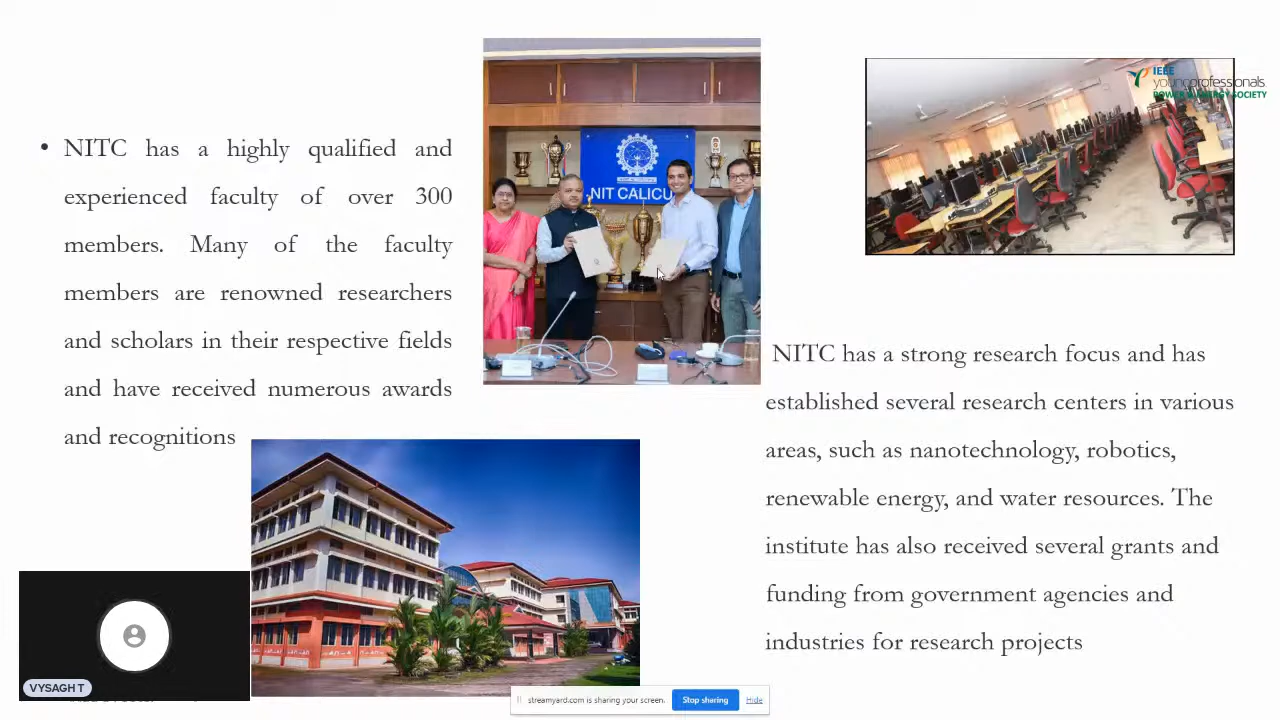 • NITC has a highly qualified and
experienced faculty of over 300
members. Many of the faculty
members are renowned researchers
and scholars in their respective fields
and have received numerous awards
and recognitions
NIT CALICU
IEEE
youngprofessionals
POWER & ENERGY SOCIETY
NITC has a strong research focus and has
established several research centers in various
areas, such as nanotechnology, robotics,
renewable energy, and water resources. The
institute has also received several grants and
funding from government agencies and
industries for research projects
VYSAGH T
streamyard.com is sharing your screen.
Stop sharing
Hide